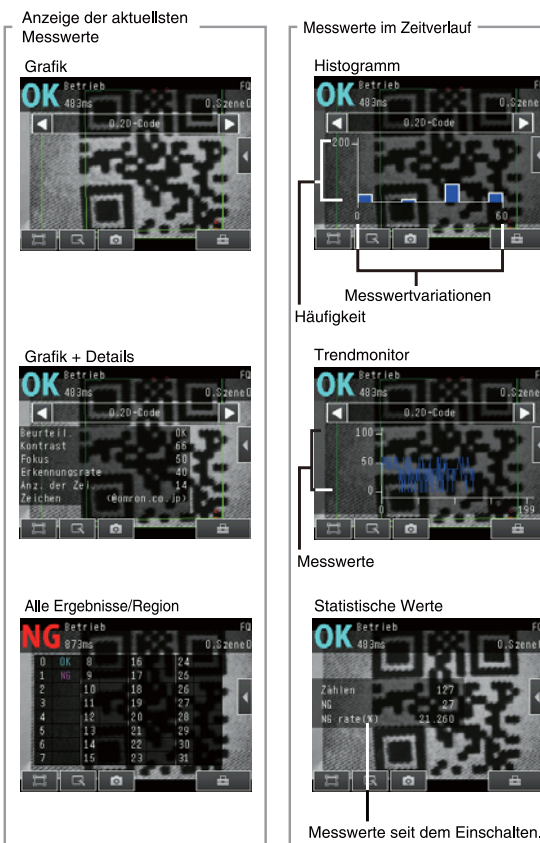 Anzeige der aktuellsten
Messwerte
Grafik
OK Betrieb FQ
483ms 0.Szene0
0.2D-Code
Grafik + Details
OK Betrieb FQ
483ms 0.Szene0
0.2D-Code
Beurteil. OK
Kontrast 66
Fokus 50
Erkennungsrate 40
Anz. der Zei. 14
Zeichen (@omron.co.jp)
Alle Ergebnisse/Region
NG Betrieb FQ
873ms 0.Szene0
0 OK 8 16 24
1 NG 9 17 25
2 10 18 26
3 11 19 27
4 12 20 28
5 13 21 29
6 14 22 30
7 15 23 31
Messwerte im Zeitverlauf
Histogramm
OK Betrieb FQ
483ms 0.Szene0
0.2D-Code
200
0 60
Messwertvariationen
Häufigkeit
Trendmonitor
OK Betrieb FQ
483ms 0.Szene0
0.2D-Code
100
50
0
0 199
Messwerte
Statistische Werte
OK Betrieb FQ
483ms 0.Szene0
Zählen 127
NG 27
NG rate(%) 21.260
Messwerte seit dem Einschalten.